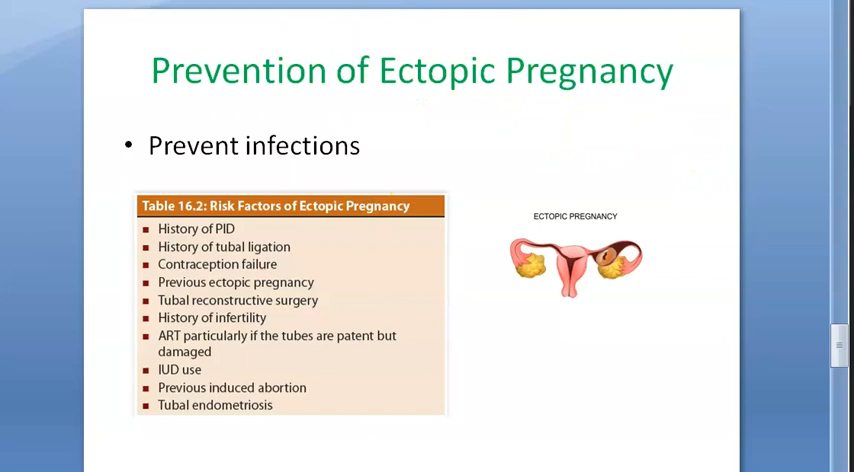 Prevention of Ectopic Pregnancy
• Prevent infections
Table 16.2: Risk Factors of Ectopic Pregnancy
■ History of PID
■ History of tubal ligation
■ Contraception failure
■ Previous ectopic pregnancy
■ Tubal reconstructive surgery
■ History of infertility
■ ART particularly if the tubes are patent but
damaged
■ IUD use
■ Previous induced abortion
■ Tubal endometriosis
ECTOPIC PREGNANCY